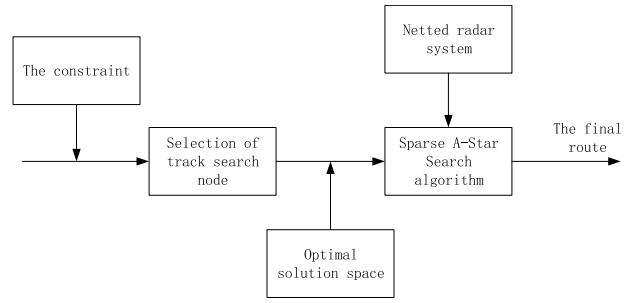 Netted radar
system
The constraint
Selection of
track search
node
Sparse A-Star
Search
algorithm
The final
route
Optimal
solution space